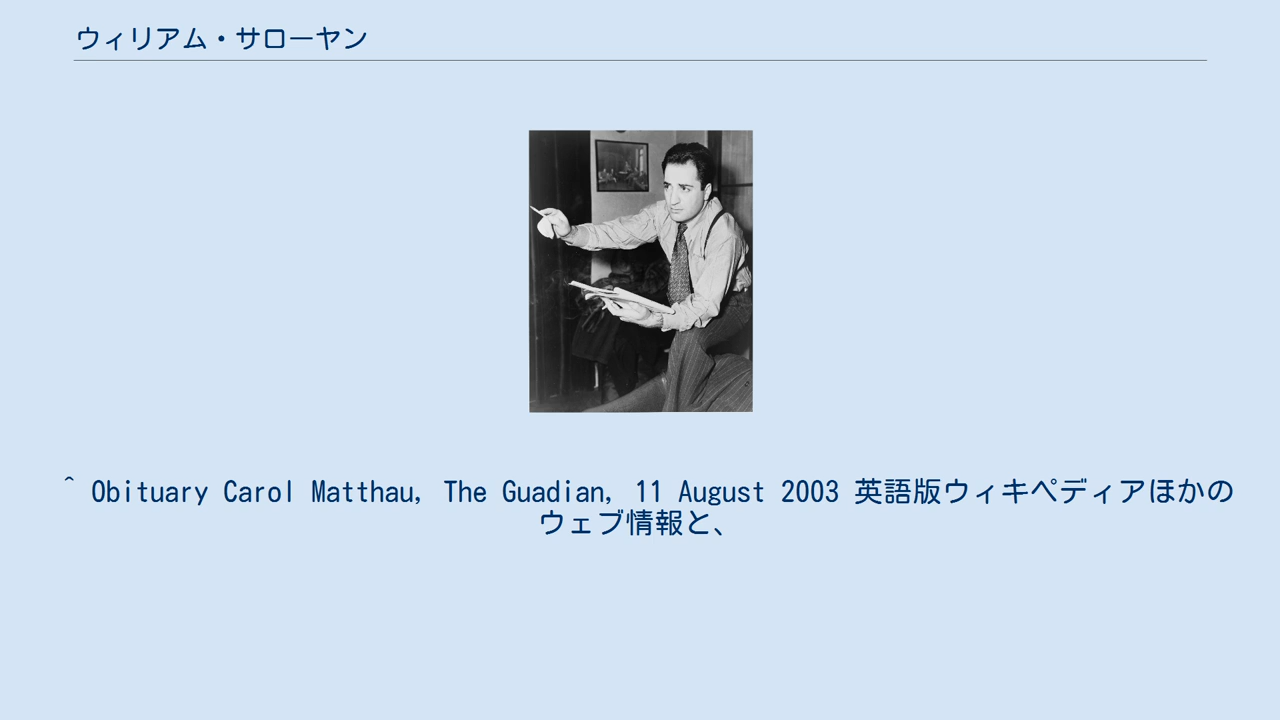 ウィリアム・サローヤン
^ Obituary Carol Matthau, The Guadian, 11 August 2003 英語版ウィキペディアほかの
ウェブ情報と、